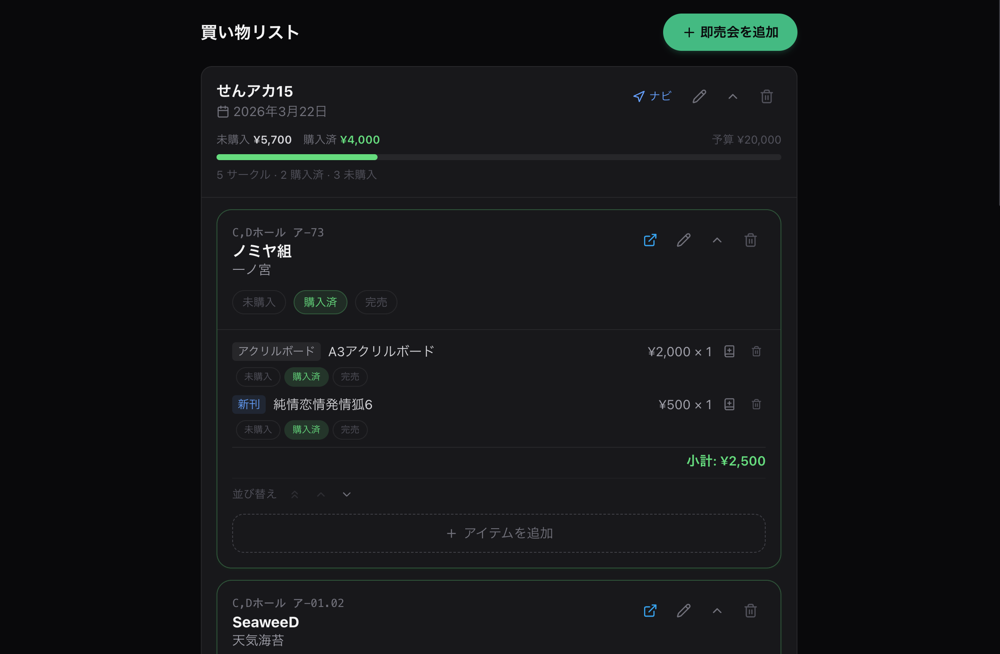 買い物リスト
+ 即売会を追加
せんアカ15
ナビ
2026年3月22日
未購入 ¥5,700 購入済 ¥4,000 予算 ¥20,000
5 サークル · 2 購入済 · 3 未購入
C,Dホール ア-73
ノミヤ組
一ノ宮
未購入 購入済 完売
アクリルボード A3アクリルボード ¥2,000 × 1
未購入 購入済 完売
新刊 純情恋情発情狐6 ¥500 × 1
未購入 購入済 完売
小計: ¥2,500
並び替え
+ アイテムを追加
C,Dホール ア-01.02
SeaweeD
天気海苔